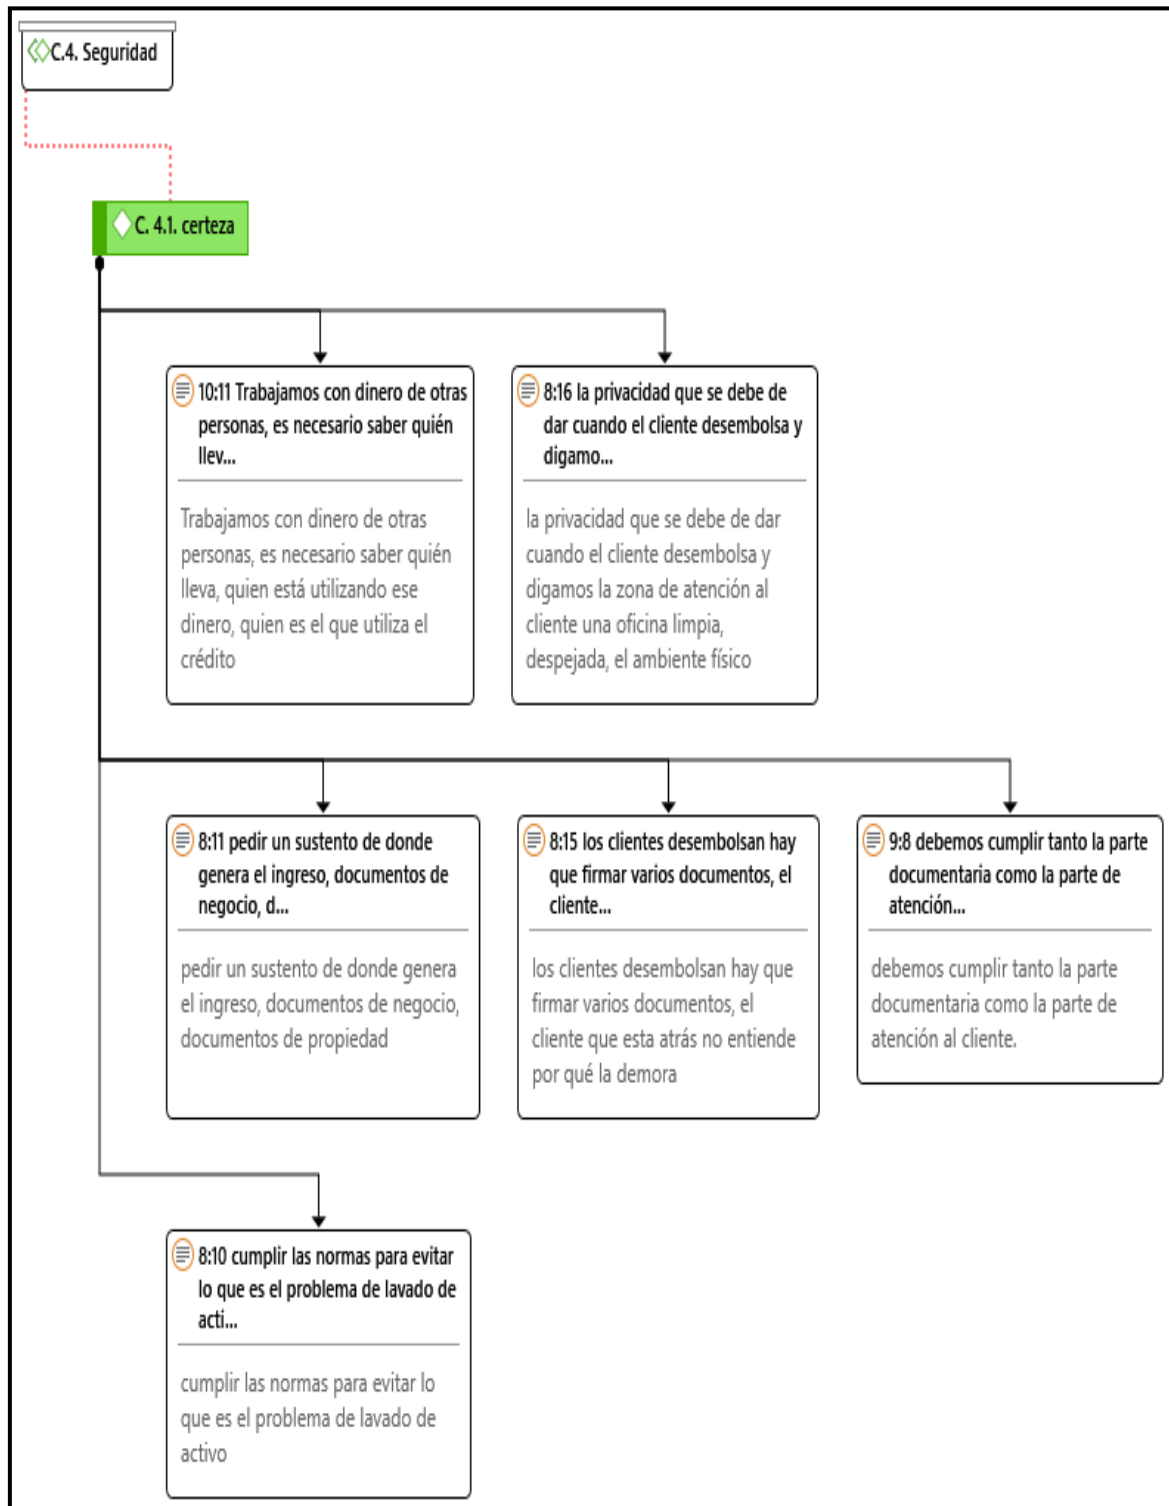 C.4. Seguridad
C. 4.1. certeza
10:11 Trabajamos con dinero de otras
personas, es necesario saber quién
llev...
Trabajamos con dinero de otras
personas, es necesario saber quién
lleva, quien está utilizando ese
dinero, quien es el que utiliza el
crédito
8:16 la privacidad que se debe de
dar cuando el cliente desembolsa y
digamo...
la privacidad que se debe de dar
cuando el cliente desembolsa y
digamos la zona de atención al
cliente una oficina limpia,
despejada, el ambiente físico
8:11 pedir un sustento de donde
genera el ingreso, documentos de
negocio, d...
pedir un sustento de donde genera
el ingreso, documentos de negocio,
documentos de propiedad
8:15 los clientes desembolsan hay
que firmar varios documentos, el
cliente...
los clientes desembolsan hay que
firmar varios documentos, el
cliente que esta atrás no entiende
por qué la demora
9:8 debemos cumplir tanto la parte
documentaria como la parte de
atención...
debemos cumplir tanto la parte
documentaria como la parte de
atención al cliente.
8:10 cumplir las normas para evitar
lo que es el problema de lavado de
acti...
cumplir las normas para evitar lo
que es el problema de lavado de
activo